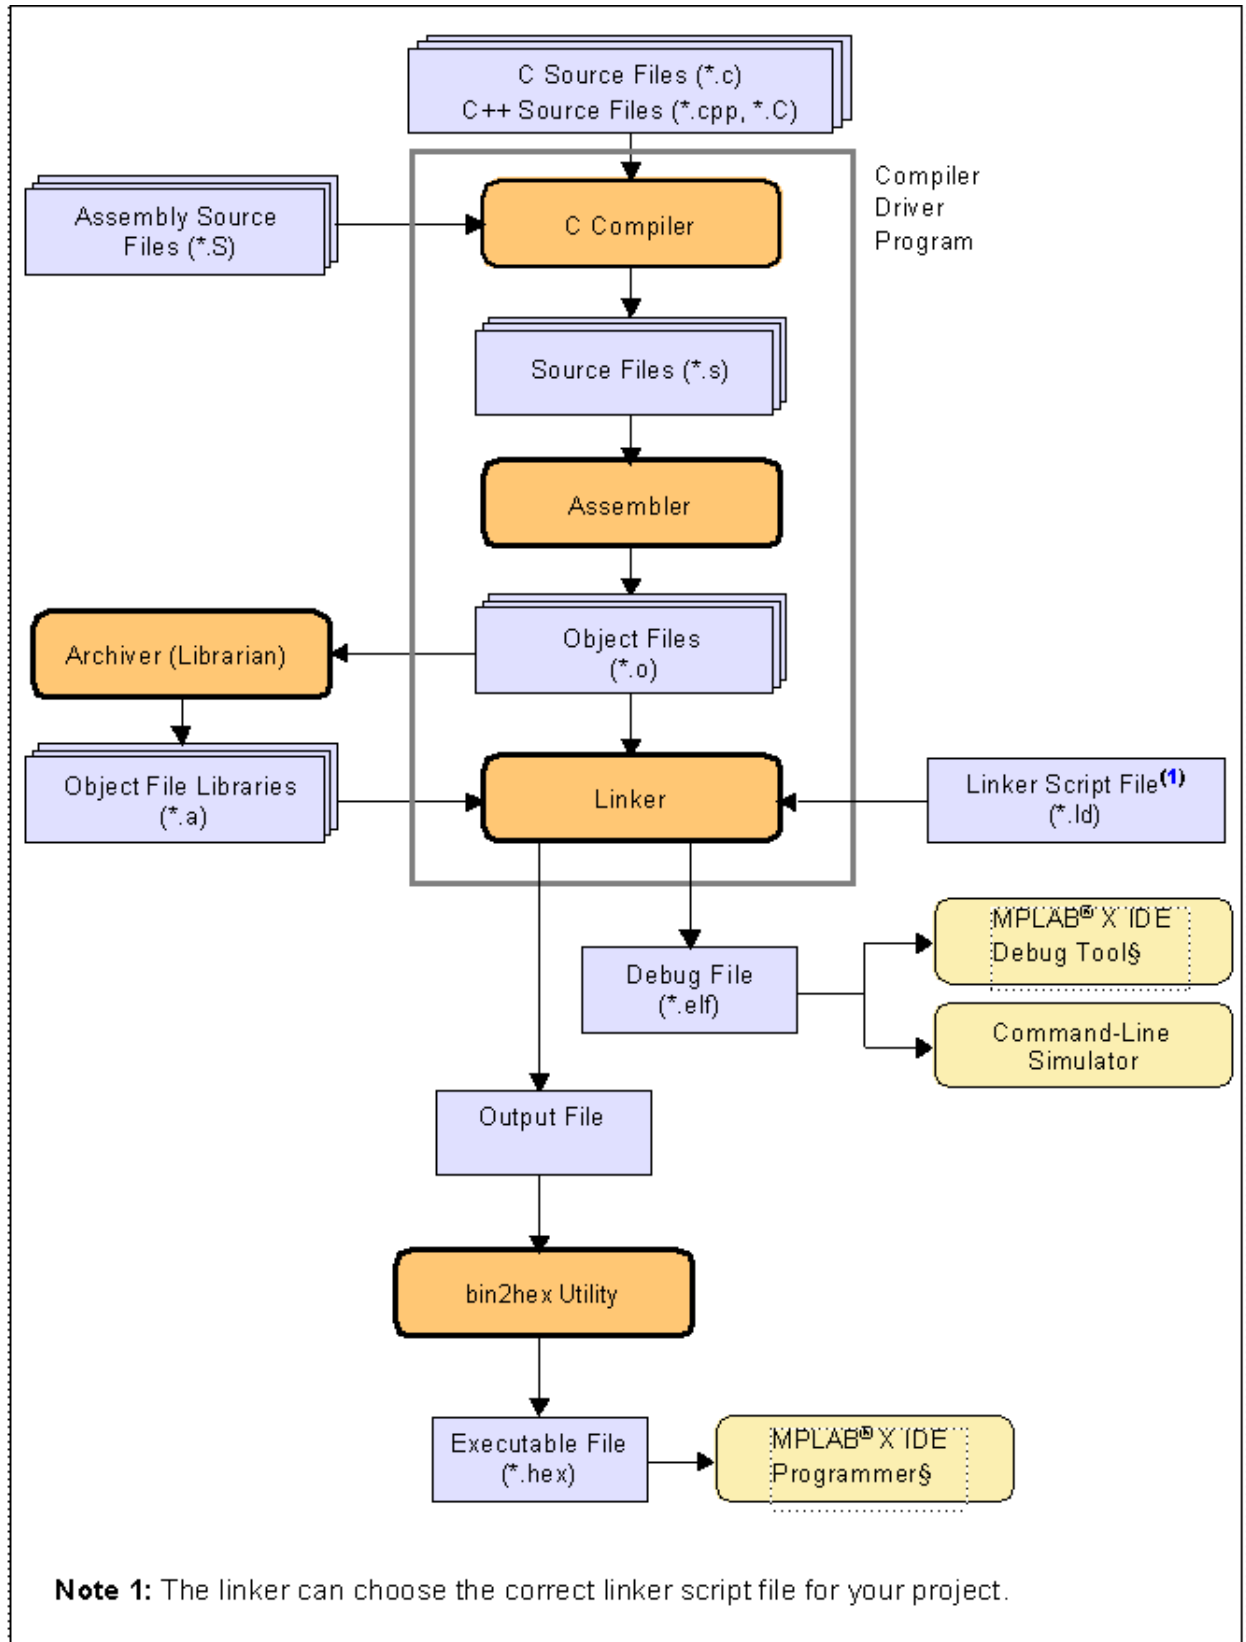 C Source Files (*.c)
C++ Source Files (*.cpp, *.C)
Compiler
Driver
Program
Assembly Source
Files (*.S)
C Compiler
Source Files (*.s)
Assembler
Archiver (Librarian)
Object Files
(*.o)
Object File Libraries
(*.a)
Linker
Linker Script File(1)
(*.ld)
MPLAB® X IDE
Debug Tool§
Debug File
(*.elf)
Command-Line
Simulator
Output File
bin2hex Utility
Executable File
(*.hex)
MPLAB® X IDE
Programmer§
Note 1: The linker can choose the correct linker script file for your project.